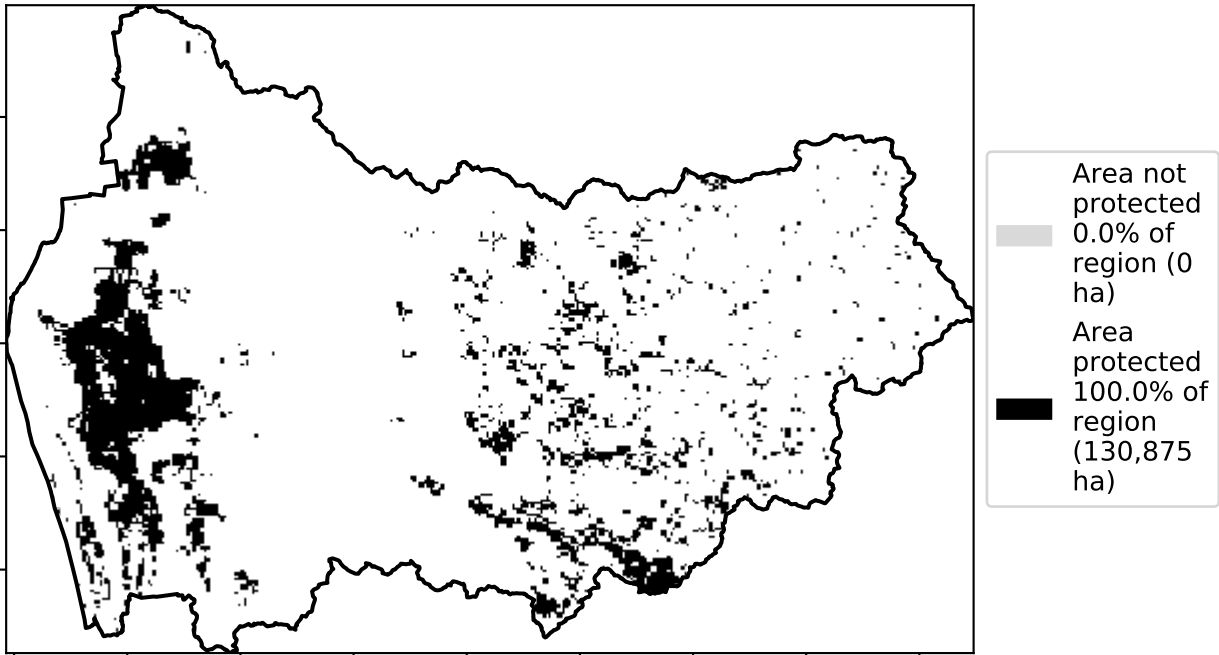 Area not
protected
0.0% of
region (0
ha)
Area
protected
100.0% of
region
(130,875
ha)